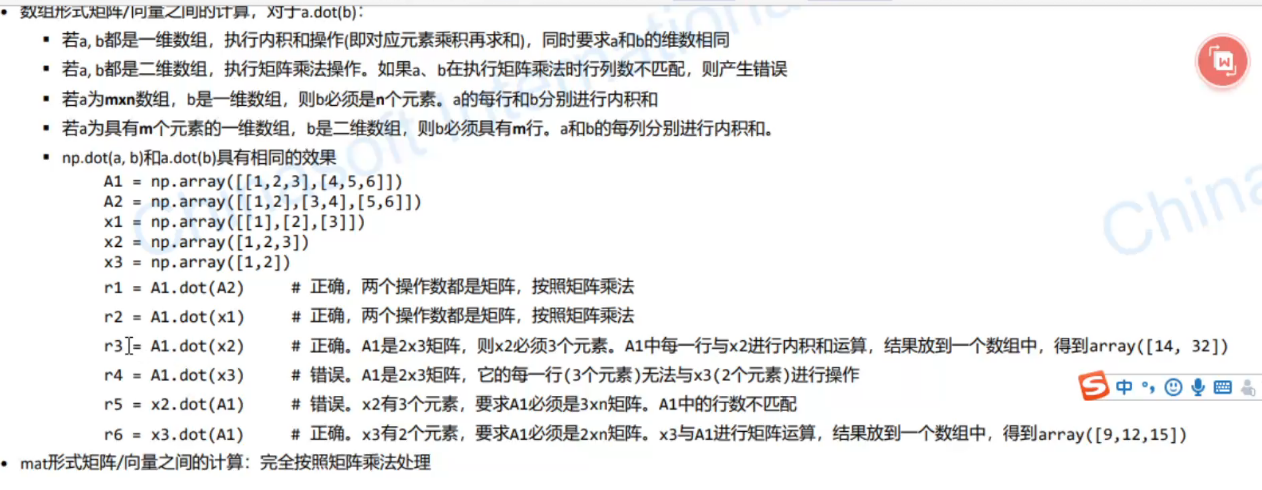 • 数组形式矩阵/向量之间的计算，对于a.dot(b)：
▪ 若a, b都是一维数组，执行内积和操作(即对应元素乘积再求和)，同时要求a和b的维数相同
▪ 若a, b都是二维数组，执行矩阵乘法操作。如果a、b在执行矩阵乘法时行列数不匹配，则产生错误
▪ 若a为mxn数组，b是一维数组，则b必须是n个元素。a的每行和b分别进行内积和
▪ 若a为具有m个元素的一维数组，b是二维数组，则b必须具有m行。a和b的每列分别进行内积和。
▪ np.dot(a, b)和a.dot(b)具有相同的效果
A1 = np.array([[1,2,3],[4,5,6]])
A2 = np.array([[1,2],[3,4],[5,6]])
x1 = np.array([[1],[2],[3]])
x2 = np.array([1,2,3])
x3 = np.array([1,2])
r1 = A1.dot(A2) # 正确，两个操作数都是矩阵，按照矩阵乘法
r2 = A1.dot(x1) # 正确，两个操作数都是矩阵，按照矩阵乘法
r3 = A1.dot(x2) # 正确。A1是2x3矩阵，则x2必须3个元素。A1中每一行与x2进行内积和运算，结果放到一个数组中，得到array([14, 32])
r4 = A1.dot(x3) # 错误。A1是2x3矩阵，它的每一行(3个元素)无法与x3(2个元素)进行操作
r5 = x2.dot(A1) # 错误。x2有3个元素，要求A1必须是3xn矩阵。A1中的行数不匹配
r6 = x3.dot(A1) # 正确。x3有2个元素，要求A1必须是2xn矩阵。x3与A1进行矩阵运算，结果放到一个数组中，得到array([9,12,15])
• mat形式矩阵/向量之间的计算：完全按照矩阵乘法处理
Chinasoft International
China
W
S中